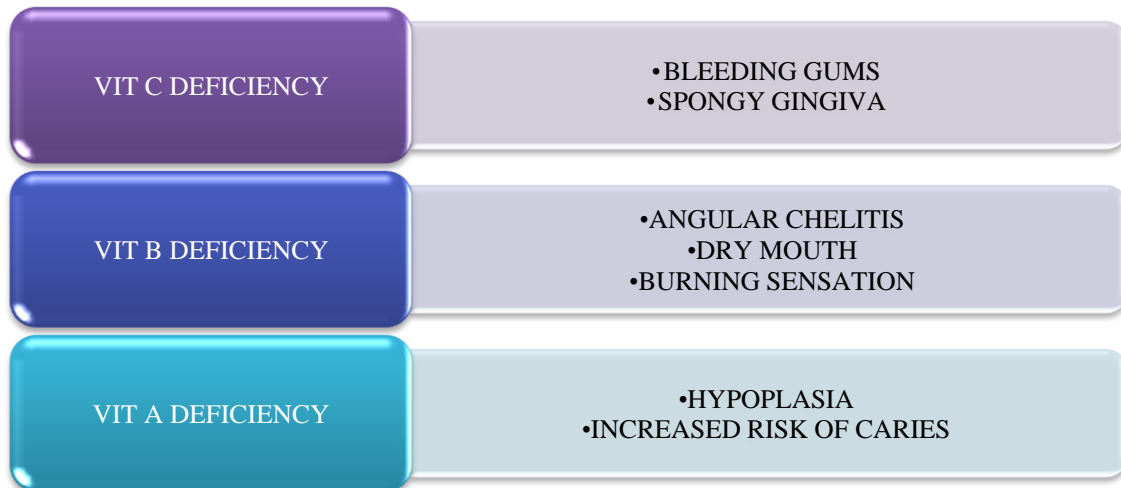 VIT C DEFICIENCY
•BLEEDING GUMS
•SPONGY GINGIVA
VIT B DEFICIENCY
•ANGULAR CHELITIS
•DRY MOUTH
•BURNING SENSATION
VIT A DEFICIENCY
•HYPOPLASIA
•INCREASED RISK OF CARIES